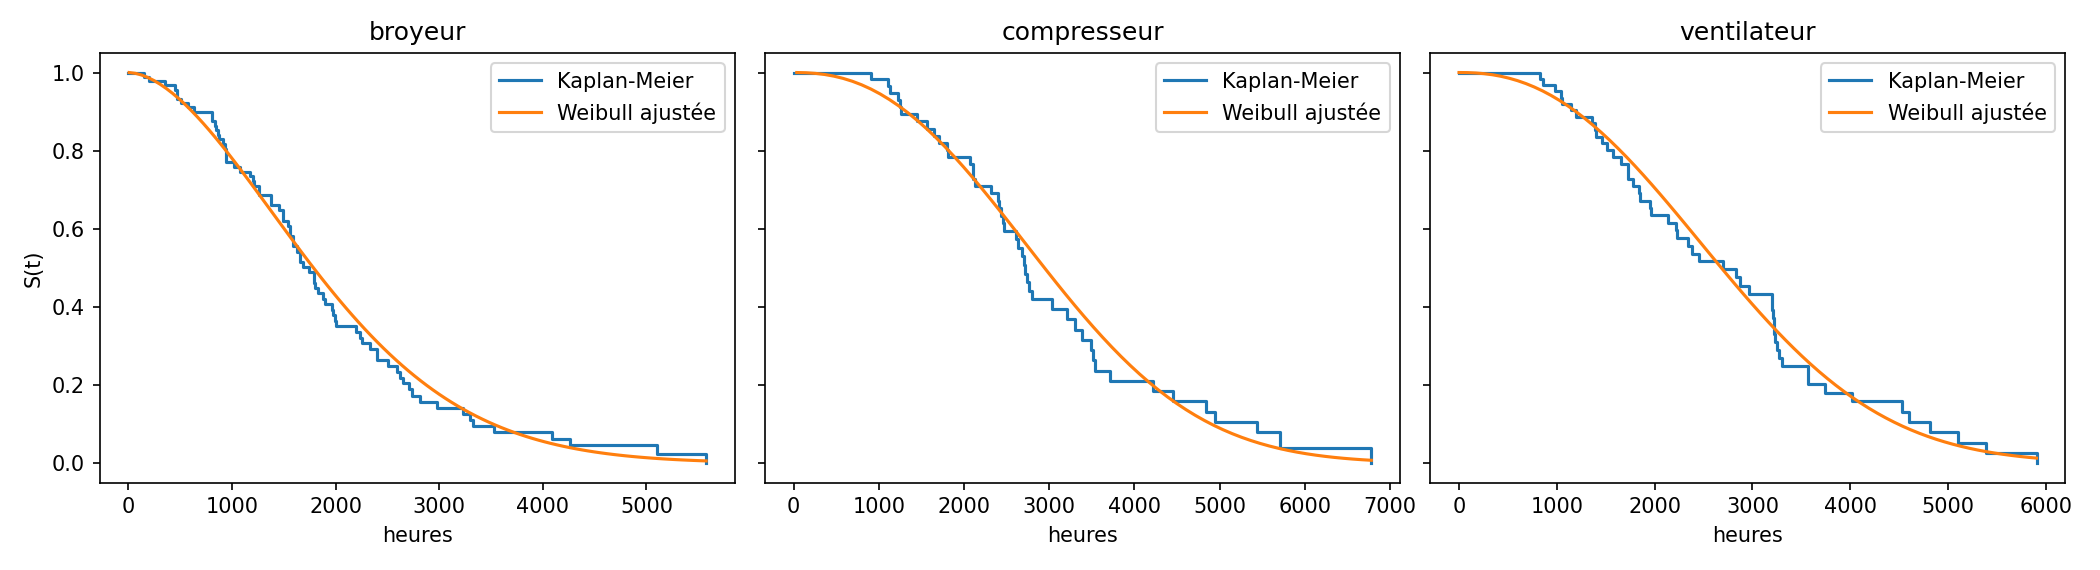 broyeur
Kaplan-Meier
Weibull ajustée
S(t)
1.0
0.8
0.6
0.4
0.2
0.0
0 1000 2000 3000 4000 5000
heures
compresseur
Kaplan-Meier
Weibull ajustée
0 1000 2000 3000 4000 5000 6000 7000
heures
ventilateur
Kaplan-Meier
Weibull ajustée
0 1000 2000 3000 4000 5000 6000
heures